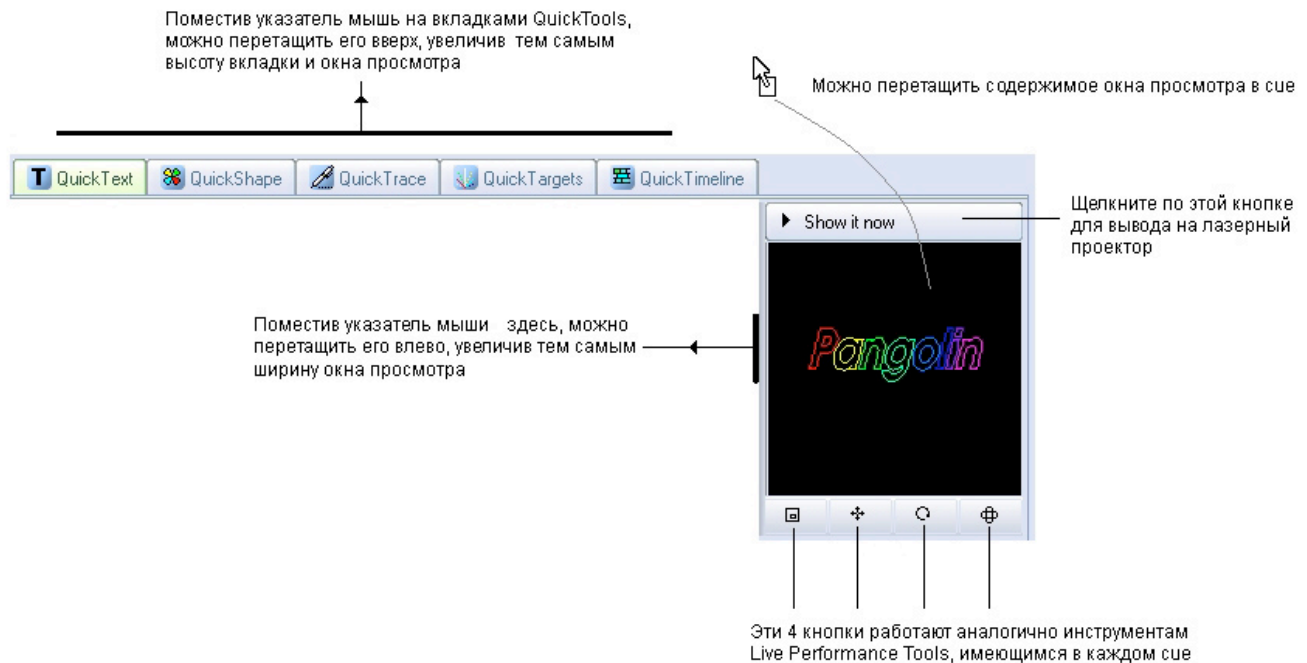 Поместив указатель мышь на вкладками QuickTools,
можно перетащить его вверх, увеличив тем самым
высоту вкладки и окна просмотра
Можно перетащить содержимое окна просмотра в cue
QuickText QuickShape QuickTrace QuickTargets QuickTimeline
Show it now
Щелкните по этой кнопке
для вывода на лазерный
проектор
Pangolin
Поместив указатель мыши здесь, можно
перетащить его влево, увеличив тем самым
ширину окна просмотра
Эти 4 кнопки работают аналогично инструментам
Live Performance Tools, имеющимся в каждом cue